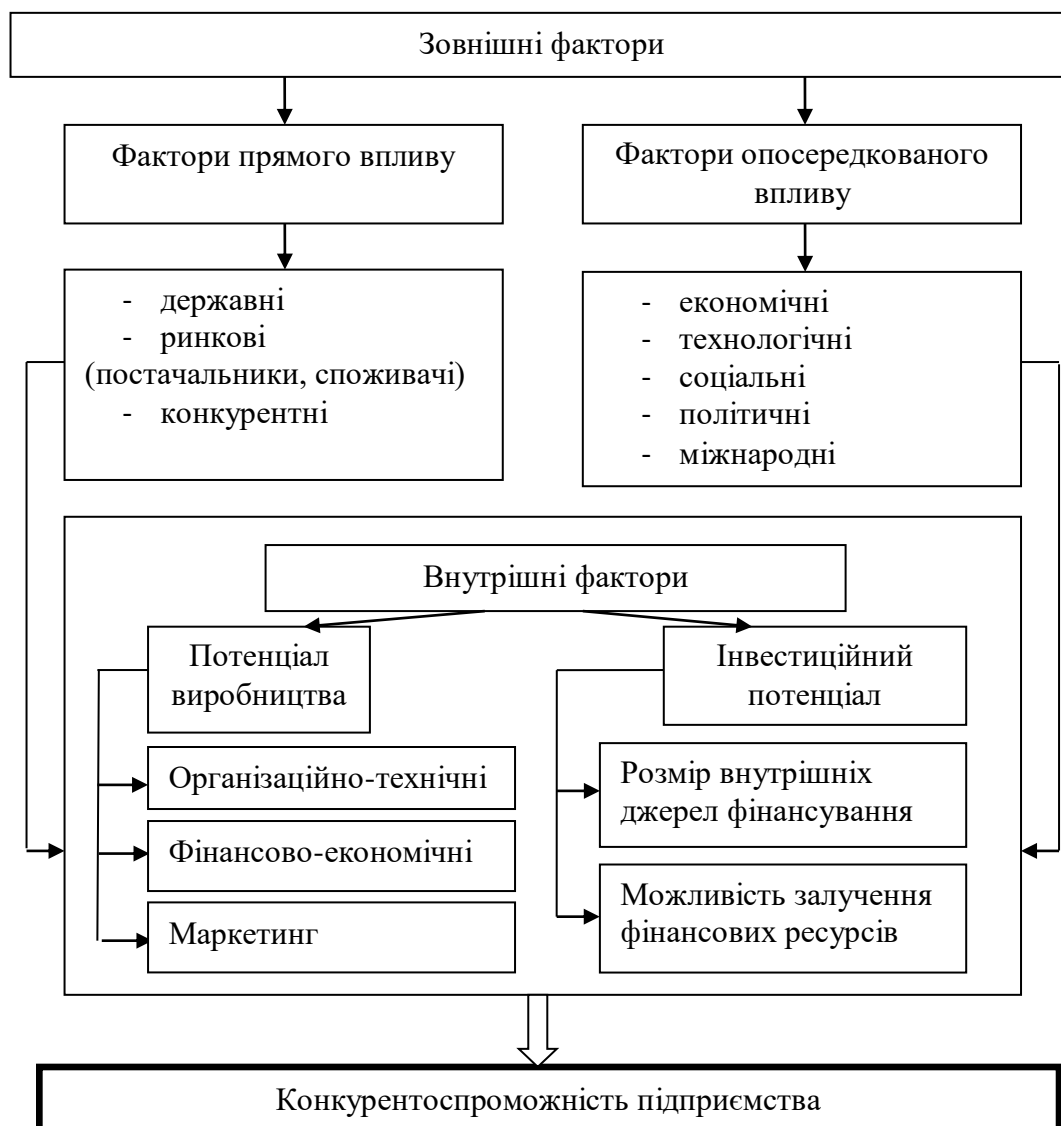 Зовнішні фактори
Фактори прямого впливу
Фактори опосередкованого
впливу
- державні
- ринкові
(постачальники, споживачі)
- конкурентні
- економічні
- технологічні
- соціальні
- політичні
- міжнародні
Внутрішні фактори
Потенціал
виробництва
Організаційно-технічні
Фінансово-економічні
Маркетинг
Інвестиційний
потенціал
Розмір внутрішніх
джерел фінансування
Можливість залучення
фінансових ресурсів
Конкурентоспроможність підприємства